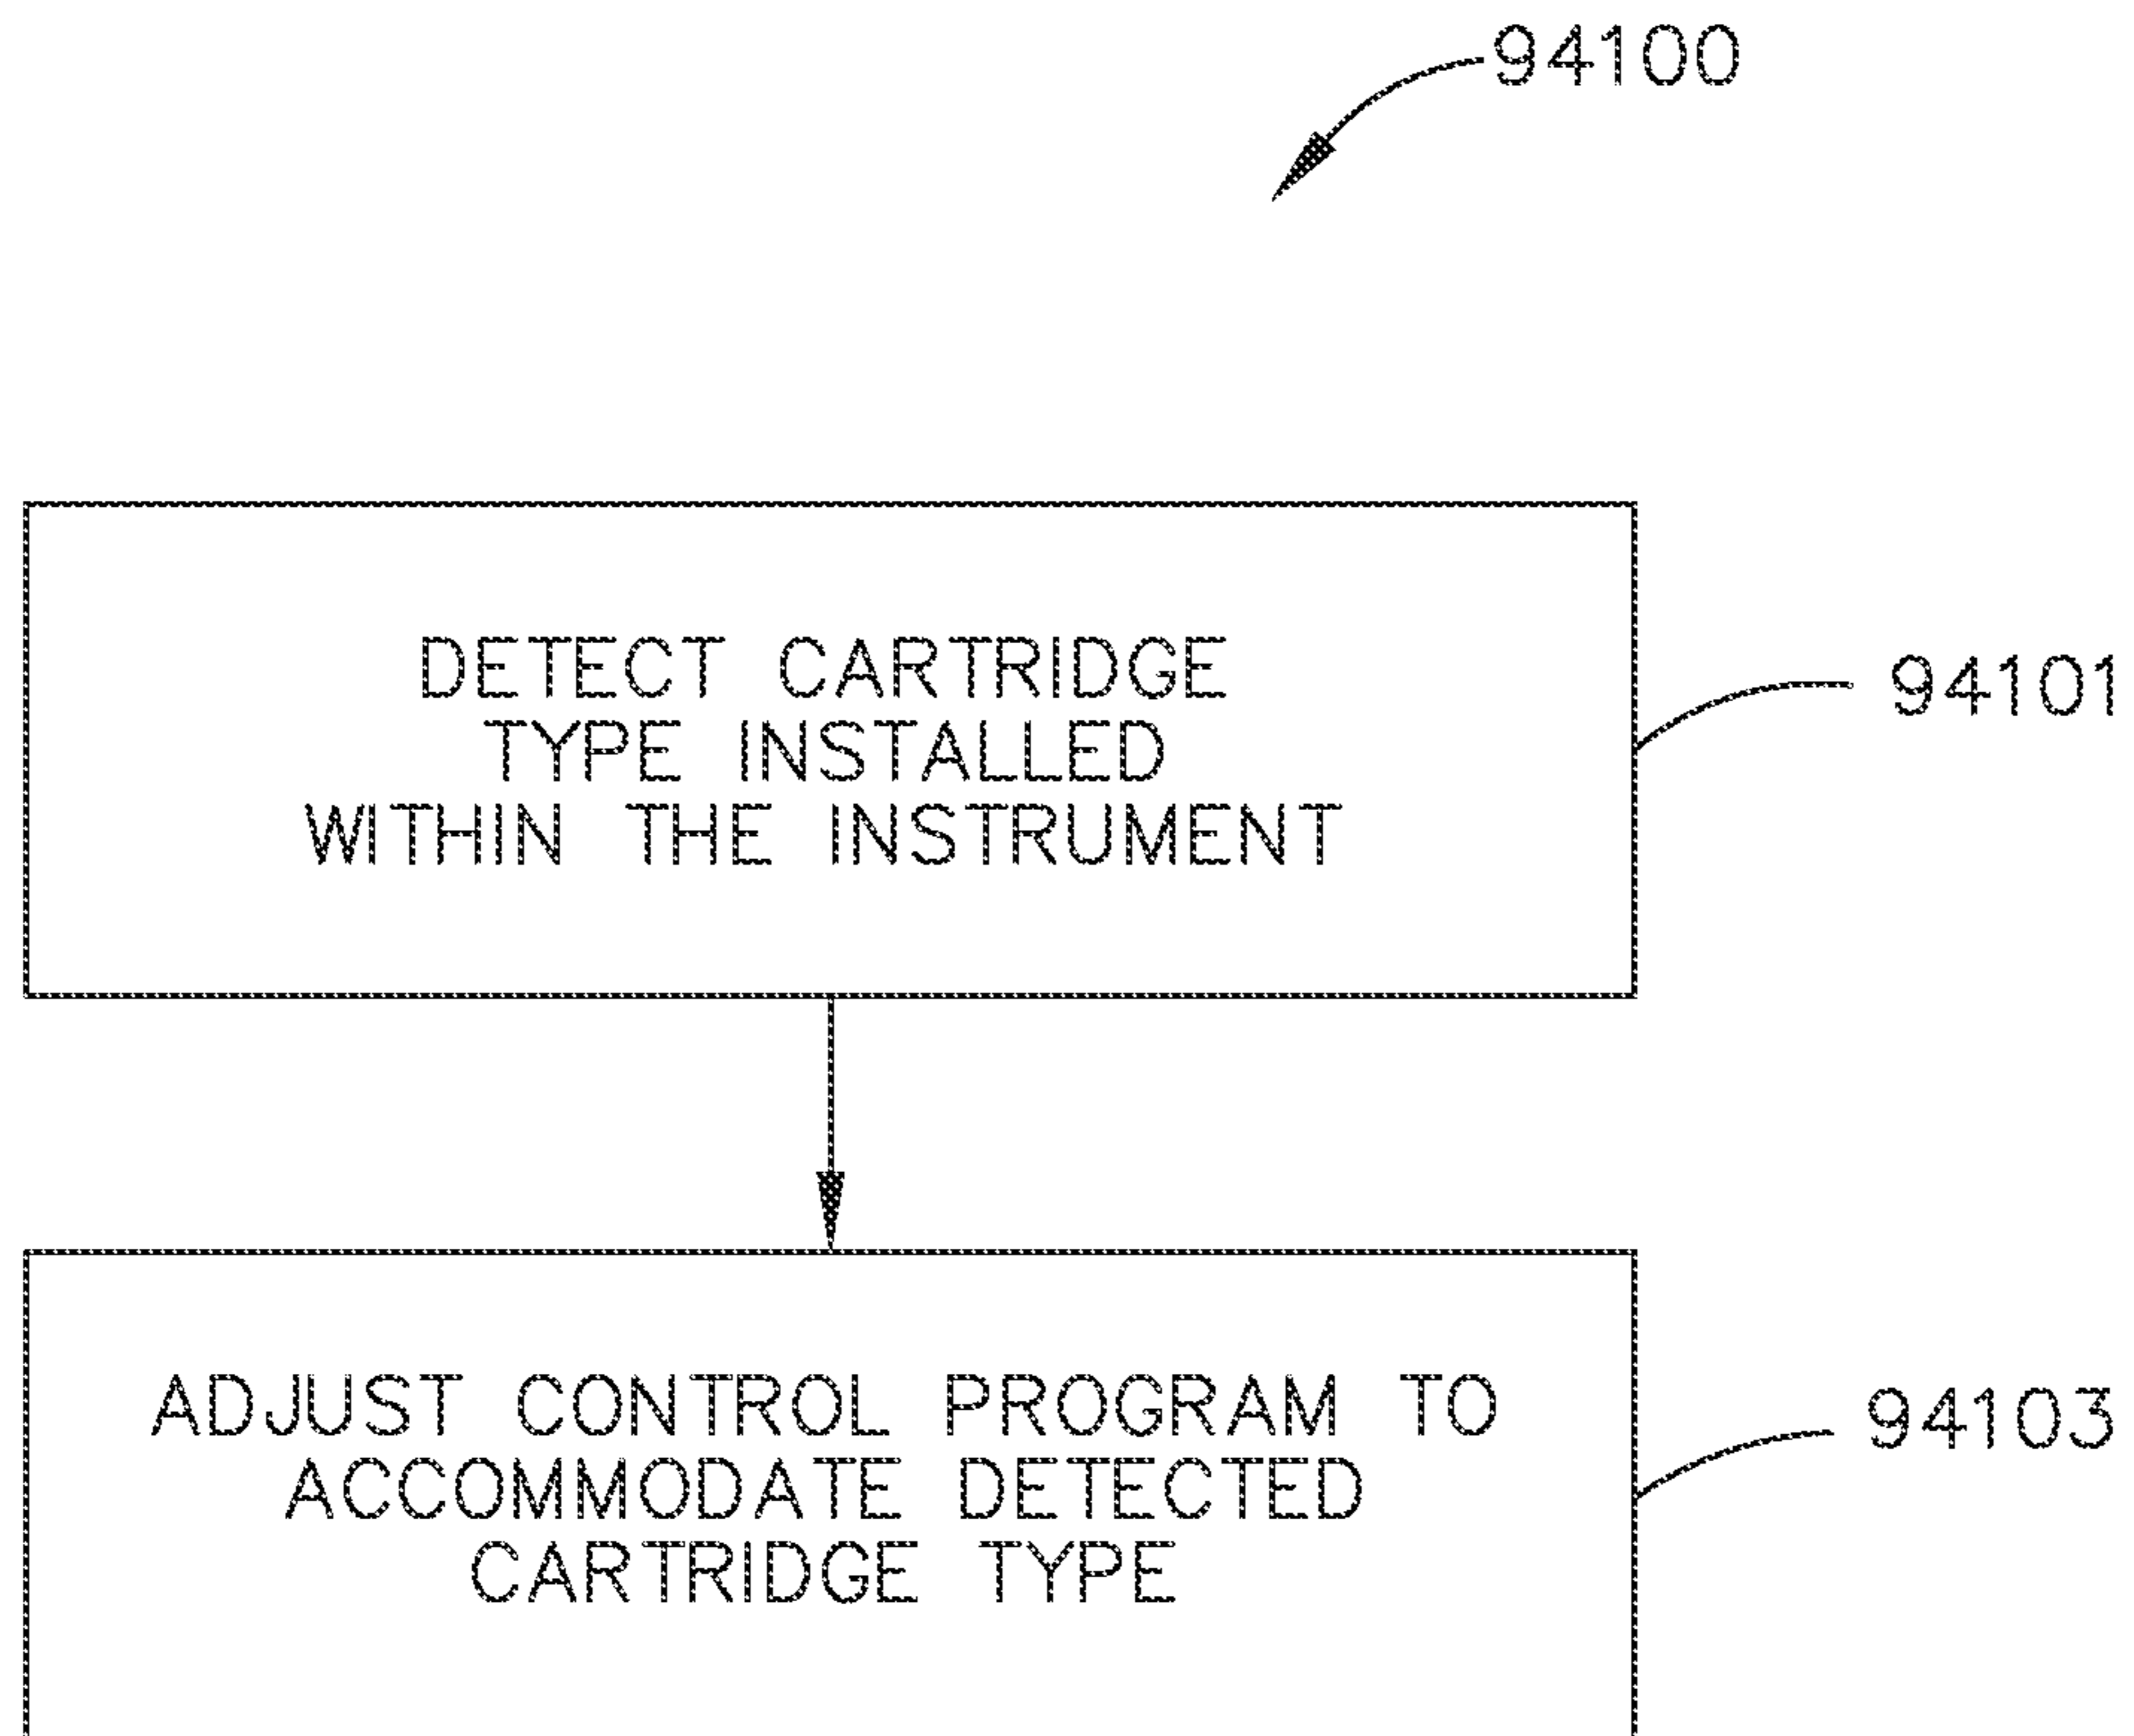 94100
DETECT CARTRIDGE
TYPE INSTALLED
WITHIN THE INSTRUMENT
94101
ADJUST CONTROL PROGRAM TO
ACCOMMODATE DETECTED
CARTRIDGE TYPE
94103